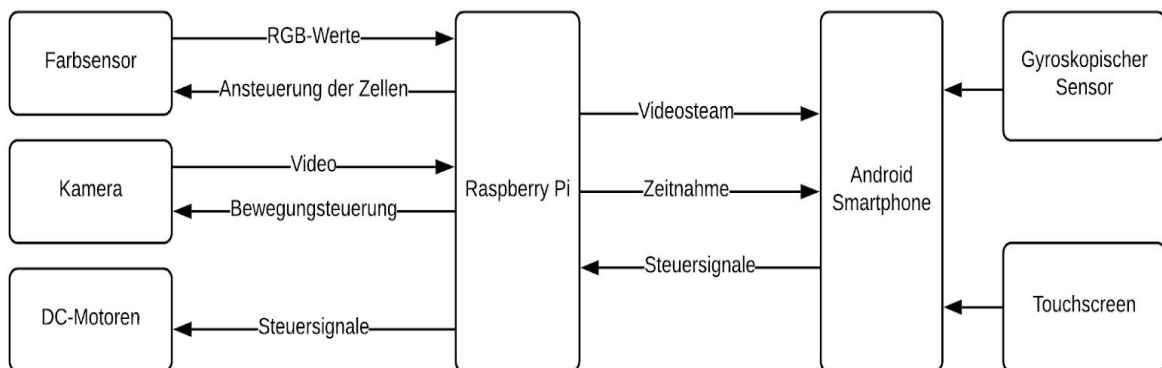 Farbsensor
RGB-Werte
Ansteuerung der Zellen
Kamera
Video
Bewegungsteuerung
DC-Motoren
Steuersignale
Raspberry Pi
Videosteam
Zeitnahme
Steuersignale
Android
Smartphone
Gyroskopischer
Sensor
Touchscreen